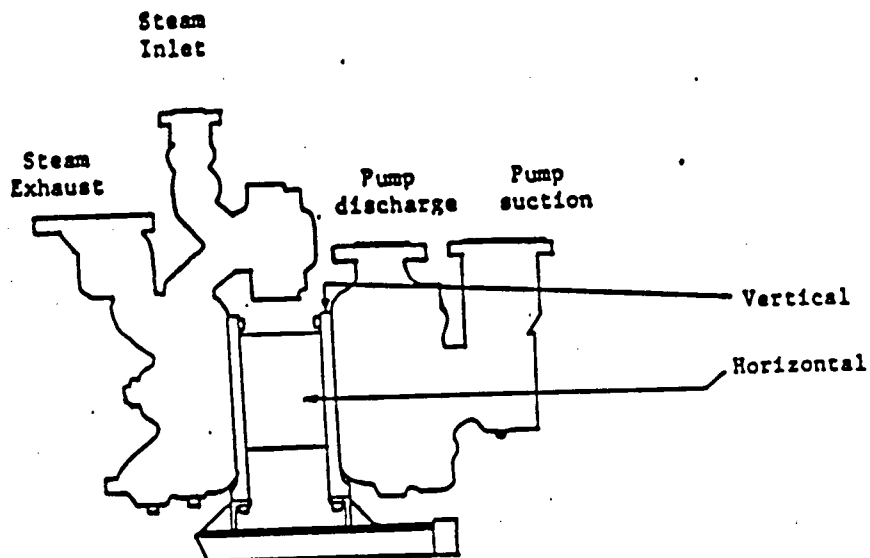 Steam
Inlet
Steam
Exhaust
Pump
discharge
Pump
suction
Vertical
Horizontal